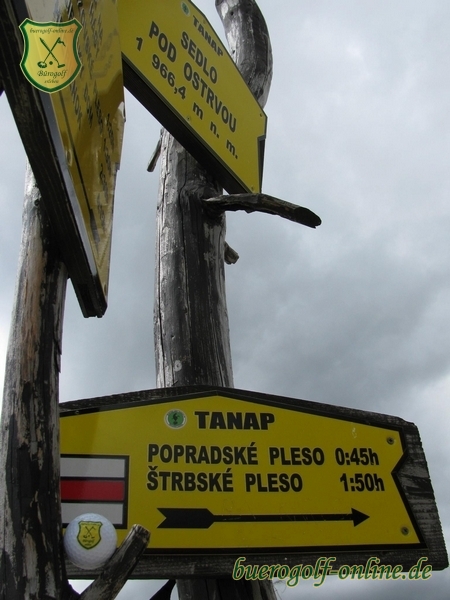 buerogolf-online.de
Bürogolf
TANAP
SEDLO
POD OSTRVOU
1 966,4 m n. m.
TANAP
POPRADSKÉ PLESO 0:45h
ŠTRBSKÉ PLESO 1:50h
buerogolf-online.de